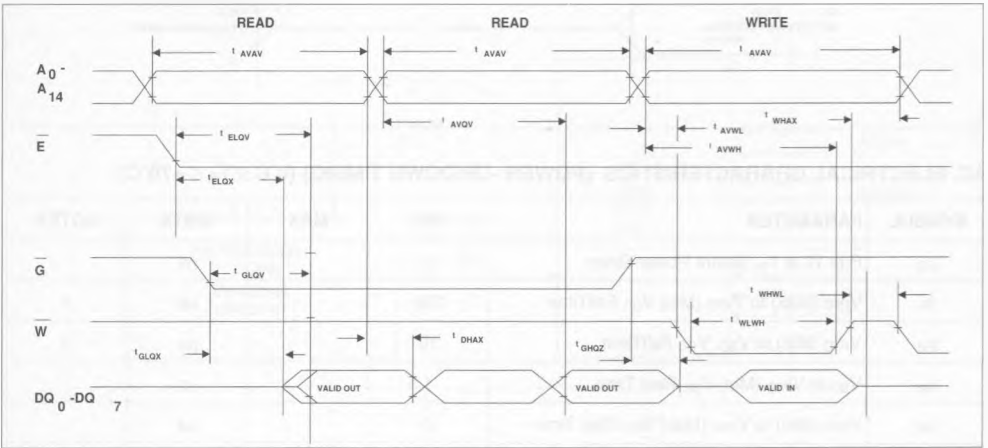 READ READ WRITE
t AVAV t AVAV t AVAV
A 0 -
A 14
t AVQV t AVWL t WHAX
t ELQV t AVWH
E
t ELQX
G
t GLQV
W
t WLWH t WHWL
t GLQX t DHAX t GHQZ
DQ 0 -DQ 7 VALID OUT VALID OUT VALID IN